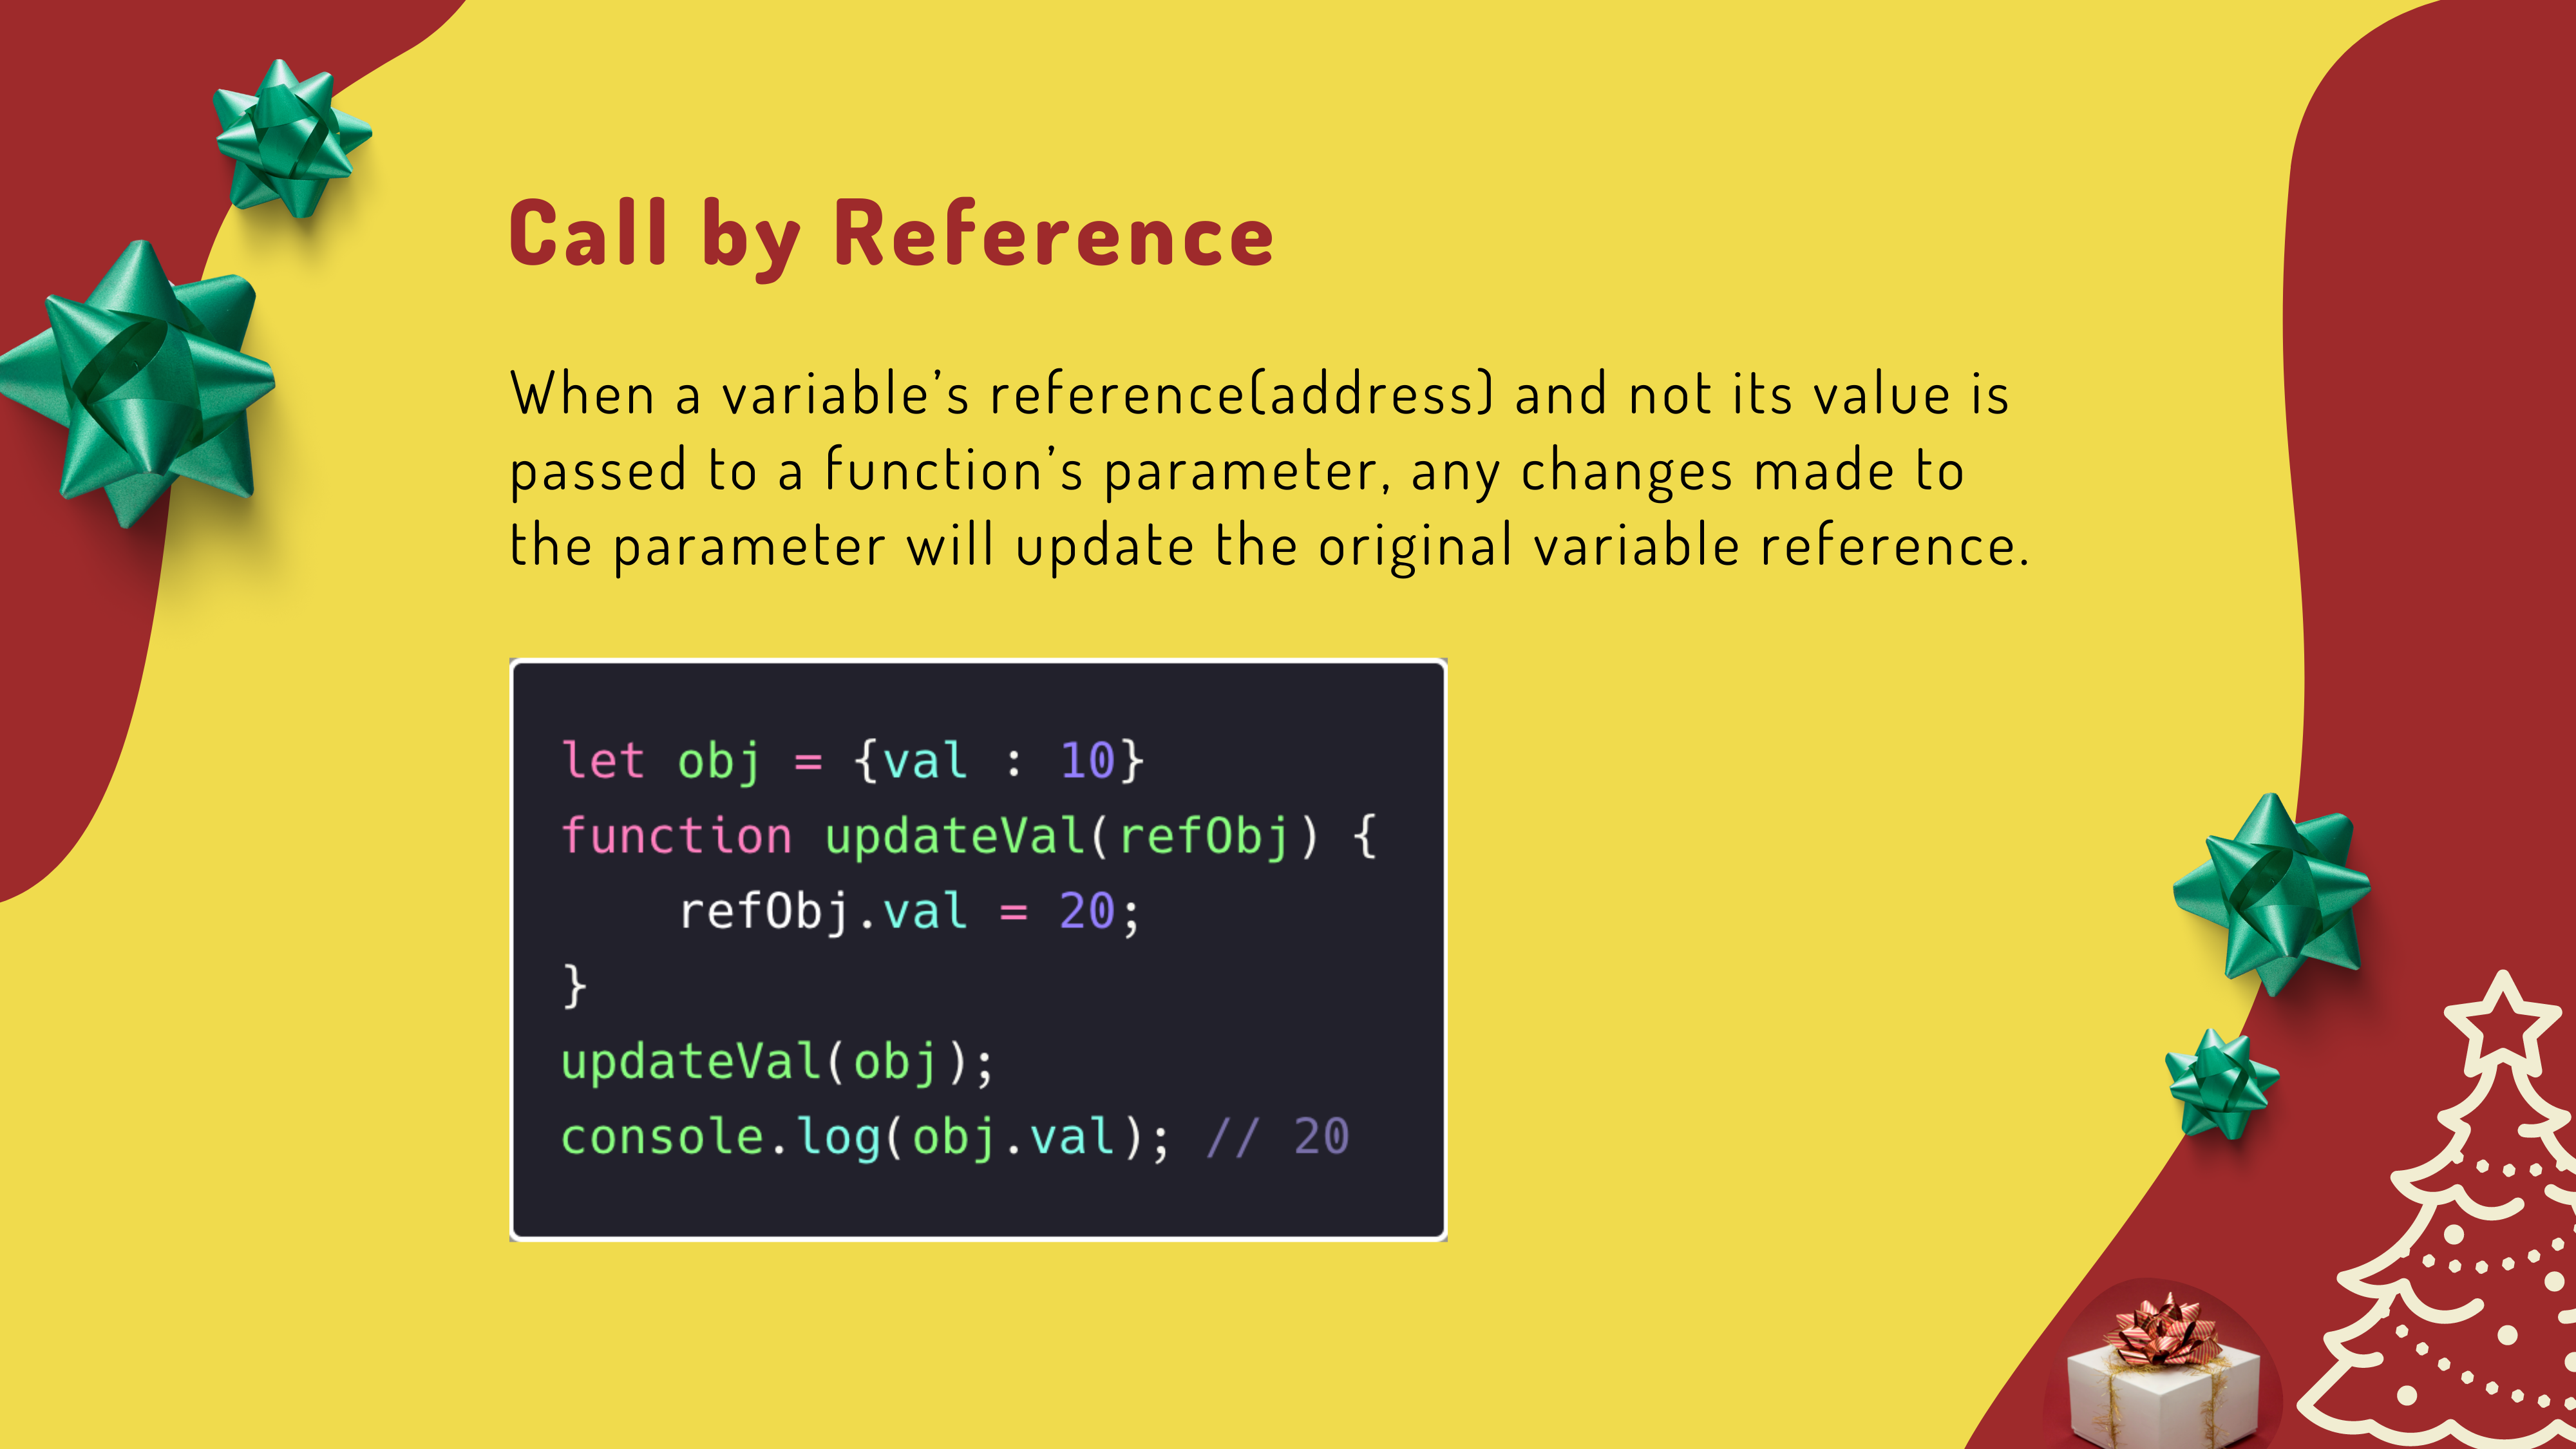 Call by Reference
When a variable’s reference(address) and not its value is
passed to a function’s parameter, any changes made to
the parameter will update the original variable reference.
let obj = {val : 10}
function updateVal(refObj) {
    refObj.val = 20;
}
updateVal(obj);
console.log(obj.val); // 20